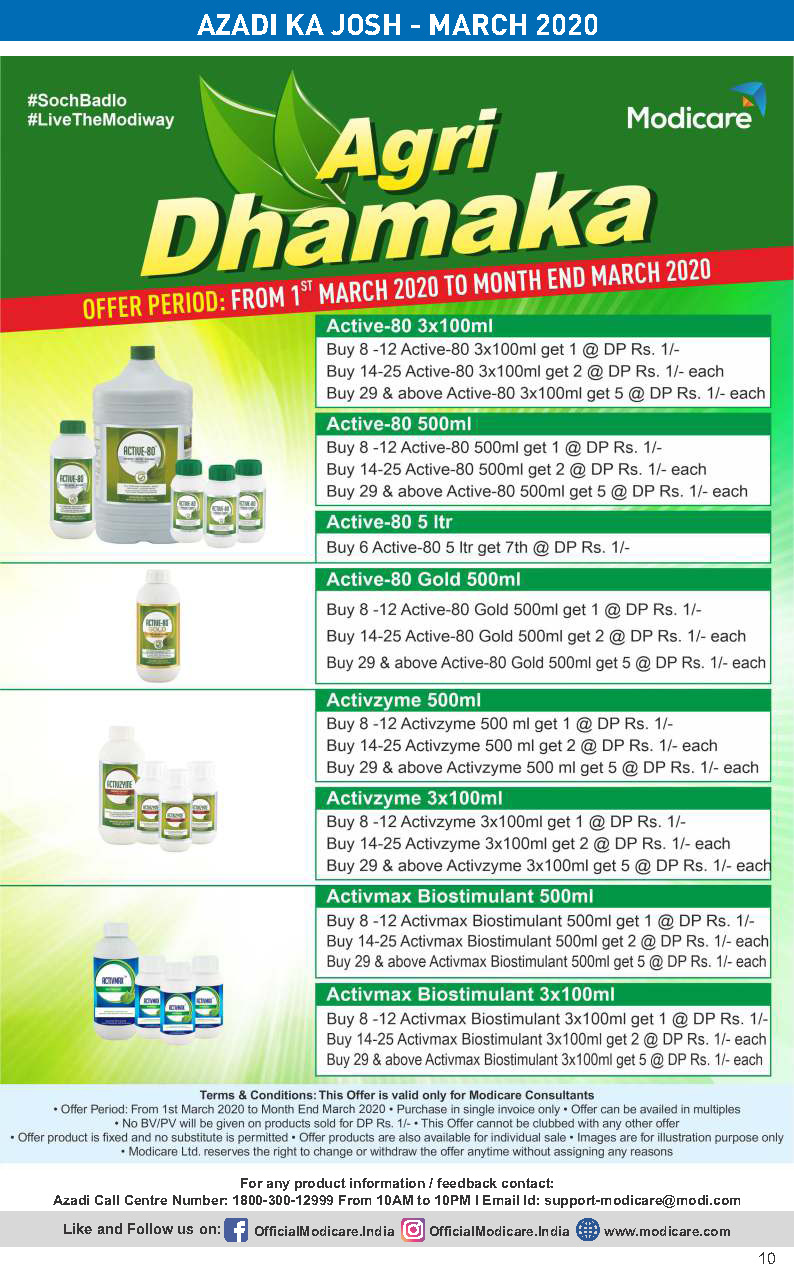 AZADI KA JOSH - MARCH 2020
#SochBadlo
#LiveTheModiway
Modicare
Agri
Dhamaka
OFFER PERIOD: FROM 1ST MARCH 2020 TO MONTH END MARCH 2020
Active-80 3x100ml
Buy 8 -12 Active-80 3x100ml get 1 @ DP Rs. 1/-
Buy 14-25 Active-80 3x100ml get 2 @ DP Rs. 1/- each
Buy 29 & above Active-80 3x100ml get 5 @ DP Rs. 1/- each
Active-80 500ml
Buy 8 -12 Active-80 500ml get 1 @ DP Rs. 1/-
Buy 14-25 Active-80 500ml get 2 @ DP Rs. 1/- each
Buy 29 & above Active-80 500ml get 5 @ DP Rs. 1/- each
Active-80 5 ltr
Buy 6 Active-80 5 ltr get 7th @ DP Rs. 1/-
ACTIVE-80
ACTIVE-80
ACTIVE-80
ACTIVE-80
ACTIVE-80
Active-80 Gold 500ml
Buy 8 -12 Active-80 Gold 500ml get 1 @ DP Rs. 1/-
Buy 14-25 Active-80 Gold 500ml get 2 @ DP Rs. 1/- each
Buy 29 & above Active-80 Gold 500ml get 5 @ DP Rs. 1/- each
ACTIVE-80
GOLD
Activzyme 500ml
Buy 8 -12 Activzyme 500 ml get 1 @ DP Rs. 1/-
Buy 14-25 Activzyme 500 ml get 2 @ DP Rs. 1/- each
Buy 29 & above Activzyme 500 ml get 5 @ DP Rs. 1/- each
Activzyme 3x100ml
Buy 8 -12 Activzyme 3x100ml get 1 @ DP Rs. 1/-
Buy 14-25 Activzyme 3x100ml get 2 @ DP Rs. 1/- each
Buy 29 & above Activzyme 3x100ml get 5 @ DP Rs. 1/- each
ACTIVZYME
ACTIVZYME
ACTIVZYME
ACTIVZYME
Activmax Biostimulant 500ml
Buy 8 -12 Activmax Biostimulant 500ml get 1 @ DP Rs. 1/-
Buy 14-25 Activmax Biostimulant 500ml get 2 @ DP Rs. 1/- each
Buy 29 & above Activmax Biostimulant 500ml get 5 @ DP Rs. 1/- each
Activmax Biostimulant 3x100ml
Buy 8 -12 Activmax Biostimulant 3x100ml get 1 @ DP Rs. 1/-
Buy 14-25 Activmax Biostimulant 3x100ml get 2 @ DP Rs. 1/- each
Buy 29 & above Activmax Biostimulant 3x100ml get 5 @ DP Rs. 1/- each
ACTIVMAX
ACTIVMAX
ACTIVMAX
ACTIVMAX
Terms & Conditions: This Offer is valid only for Modicare Consultants
• Offer Period: From 1st March 2020 to Month End March 2020 • Purchase in single invoice only • Offer can be availed in multiples
• No BV/PV will be given on products sold for DP Rs. 1/- • This Offer cannot be clubbed with any other offer
• Offer product is fixed and no substitute is permitted • Offer products are also available for individual sale • Images are for illustration purpose only
• Modicare Ltd. reserves the right to change or withdraw the offer anytime without assigning any reasons
For any product information / feedback contact:
Azadi Call Centre Number: 1800-300-12999 From 10AM to 10PM I Email Id: support-modicare@modi.com
Like and Follow us on: OfficialModicare.India OfficialModicare.India www.modicare.com
10